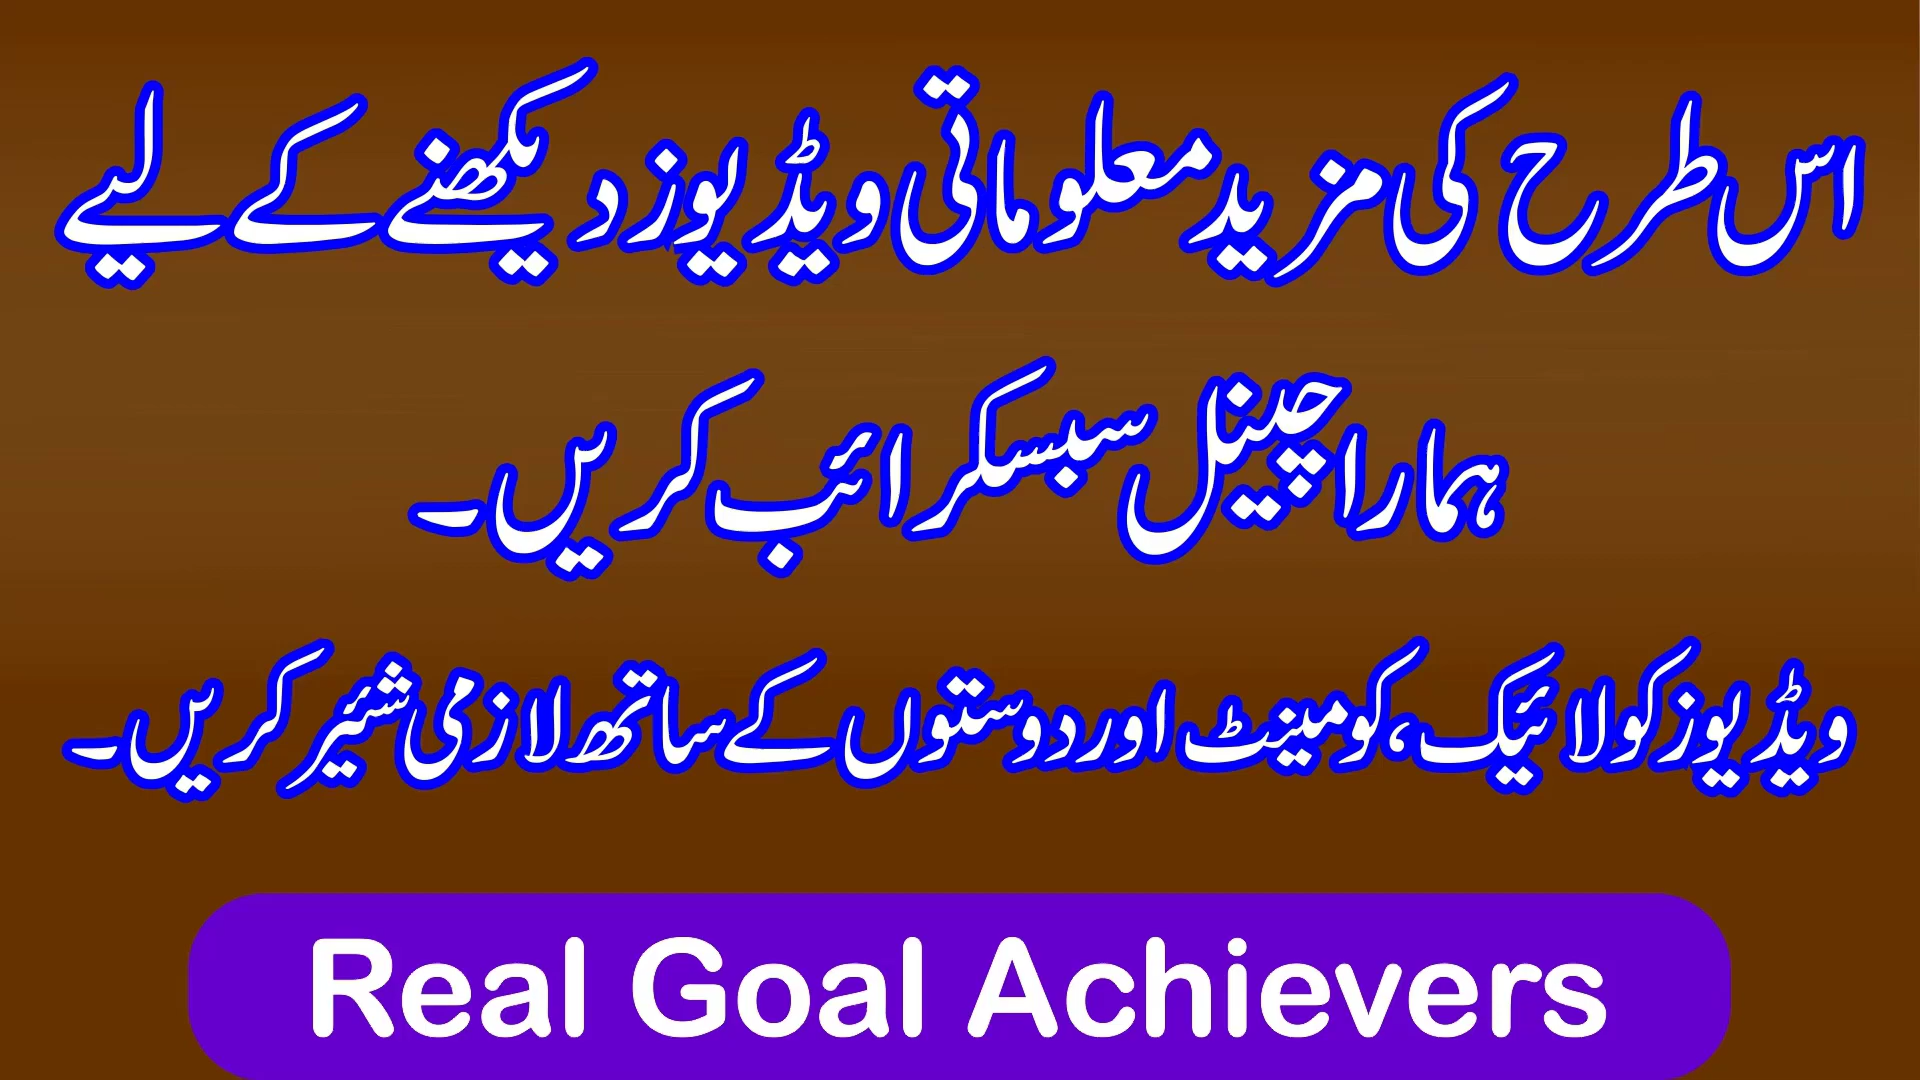 اس طرح کی مزید معلوماتی ویڈیوز دیکھنے کے لیے
ہمارا چینل سبسکرائب کریں۔
ویڈیوز کو لائیک، کومینٹ اور دوستوں کے ساتھ لازمی شئیر کریں۔
Real Goal Achievers